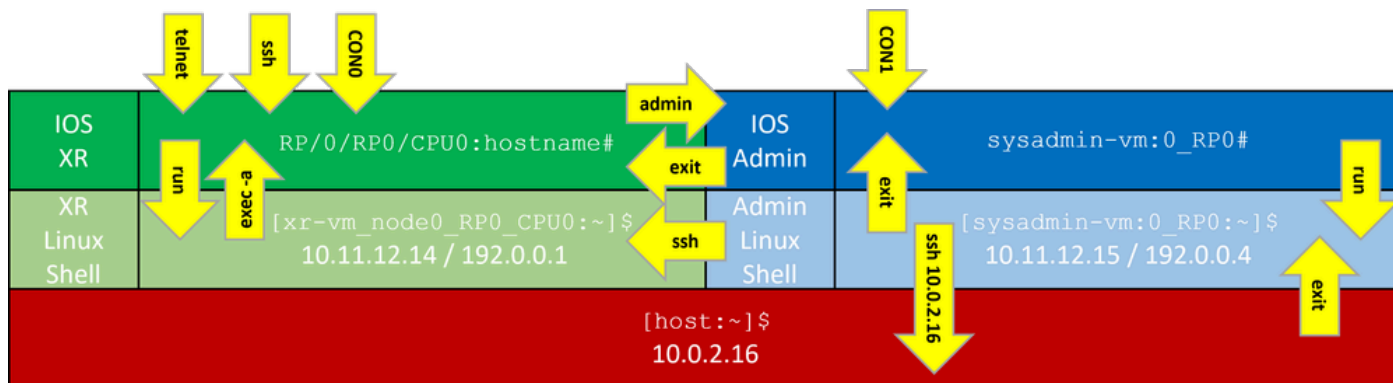 telnet
ssh
CON0
CON1
IOS
XR
RP/0/RP0/CPU0:hostname#
admin
exit
IOS
Admin
sysadmin-vm:0_RP0#
run
exec -a
exit
run
XR
Linux
Shell
[xr-vm_node0_RP0_CPU0:~]$
10.11.12.14 / 192.0.0.1
ssh
Admin
Linux
Shell
[sysadmin-vm:0_RP0:~]$
10.11.12.15 / 192.0.0.4
ssh 10.0.2.16
exit
[host:~]$
10.0.2.16